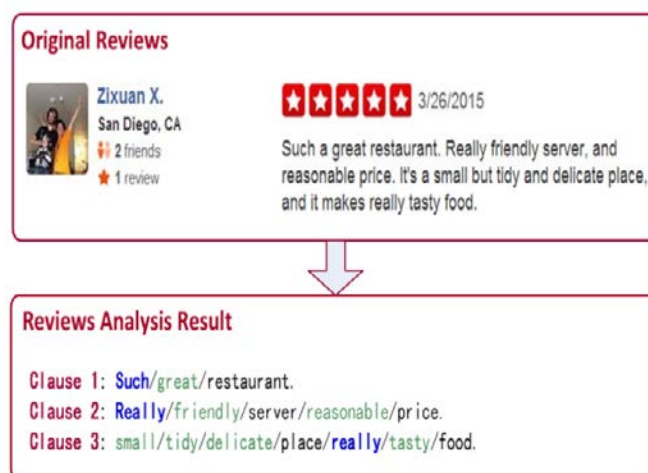 Original Reviews
Zixuan X.
San Diego, CA
2 friends
1 review
3/26/2015
Such a great restaurant. Really friendly server, and
reasonable price. It's a small but tidy and delicate place,
and it makes really tasty food.
Reviews Analysis Result
Clause 1: Such/great/restaurant.
Clause 2: Really/friendly/server/reasonable/price.
Clause 3: small/tidy/delicate/place/really/tasty/food.